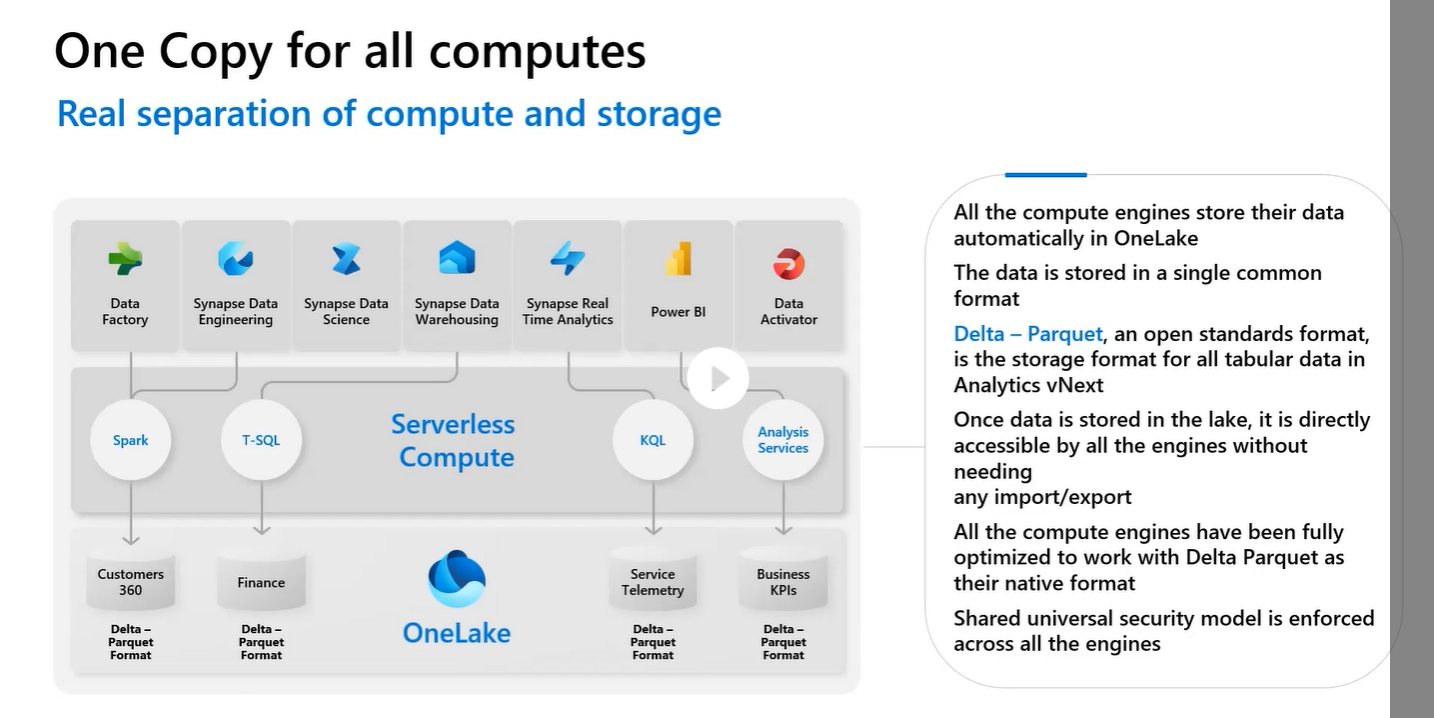 One Copy for all computes
Real separation of compute and storage
Data
Factory
Synapse Data
Engineering
Synapse Data
Science
Synapse Data
Warehousing
Synapse Real
Time Analytics
Power BI
Data
Activator
Spark
T-SQL
Serverless
Compute
KQL
Analysis
Services
Customers
360
Finance
Service
Telemetry
Business
KPIs
OneLake
Delta –
Parquet
Format
Delta –
Parquet
Format
Delta –
Parquet
Format
Delta –
Parquet
Format
All the compute engines store their data
automatically in OneLake
The data is stored in a single common
format
Delta – Parquet, an open standards format,
is the storage format for all tabular data in
Analytics vNext
Once data is stored in the lake, it is directly
accessible by all the engines without
needing
any import/export
All the compute engines have been fully
optimized to work with Delta Parquet as
their native format
Shared universal security model is enforced
across all the engines